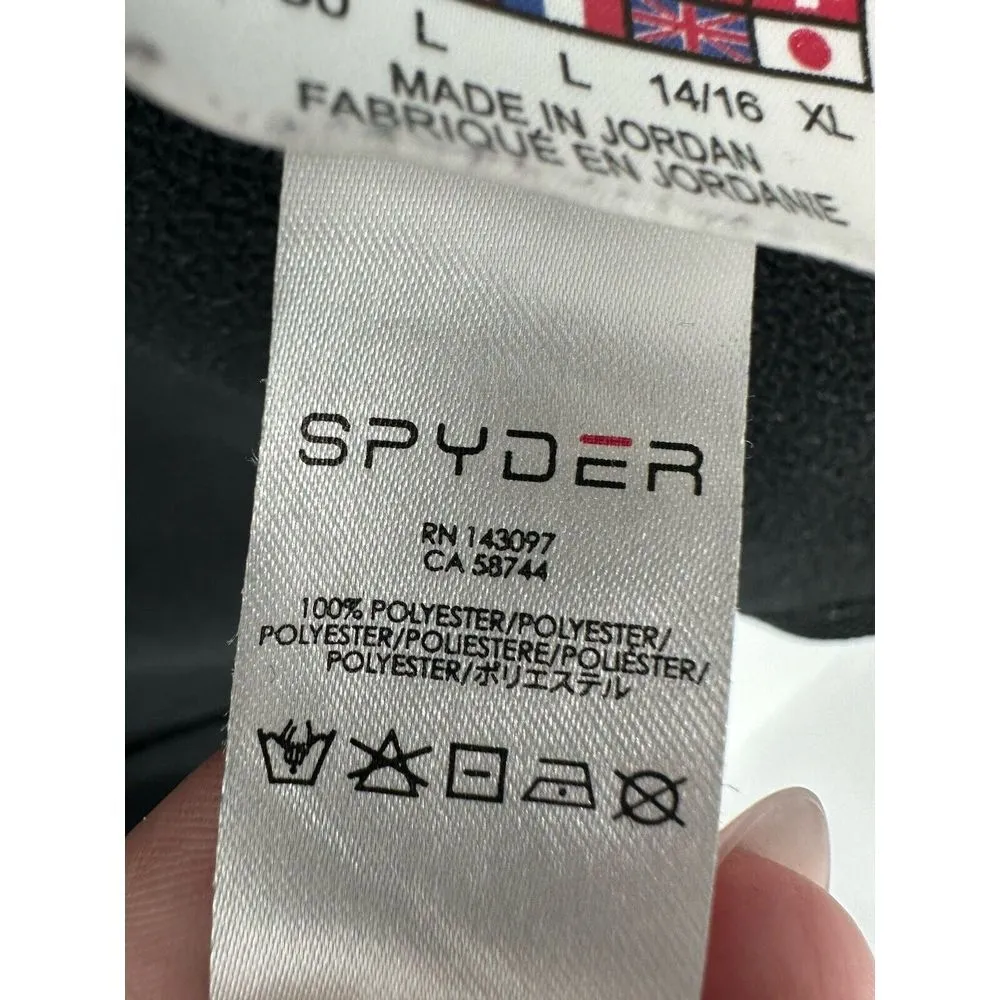 L L 14/16 XL
MADE IN JORDAN
FABRIQUÉ EN JORDANIE
SPYDER
RN 143097
CA 58744
100% POLYESTER/POLYESTER/
POLYESTER/POLIESTERE/POLIESTER/
POLYESTER/ポリエステル